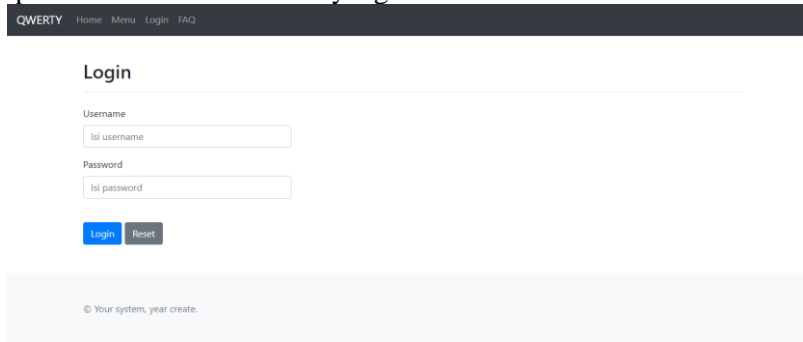 QWERTY Home Menu Login FAQ
Login
Username
Isi username
Password
Isi password
Login Reset
© Your system, year create.